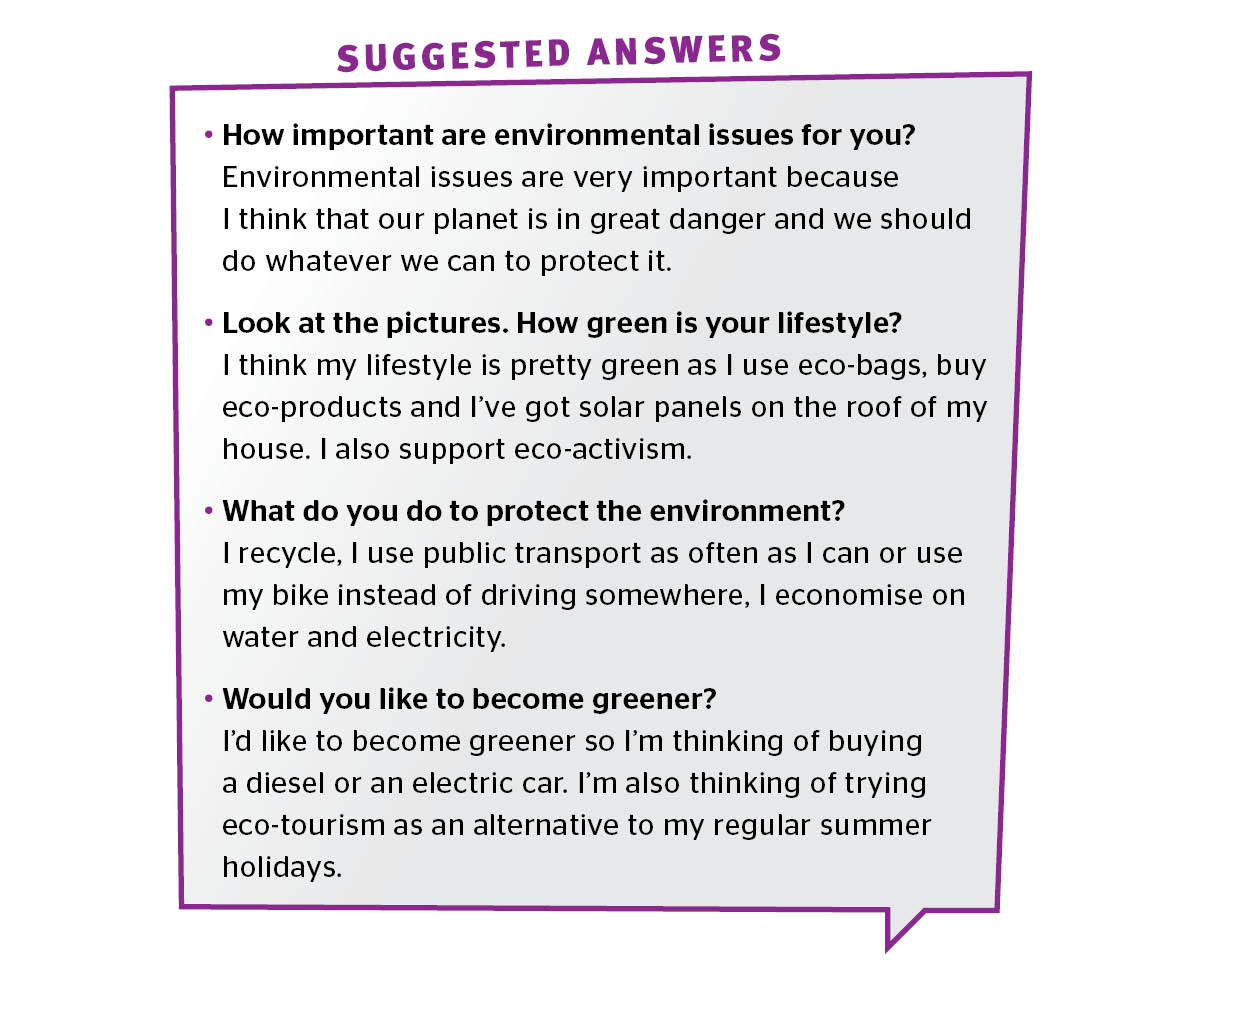 SUGGESTED ANSWERS
• How important are environmental issues for you?
Environmental issues are very important because
I think that our planet is in great danger and we should
do whatever we can to protect it.
• Look at the pictures. How green is your lifestyle?
I think my lifestyle is pretty green as I use eco-bags, buy
eco-products and I’ve got solar panels on the roof of my
house. I also support eco-activism.
• What do you do to protect the environment?
I recycle, I use public transport as often as I can or use
my bike instead of driving somewhere, I economise on
water and electricity.
• Would you like to become greener?
I’d like to become greener so I’m thinking of buying
a diesel or an electric car. I’m also thinking of trying
eco-tourism as an alternative to my regular summer
holidays.